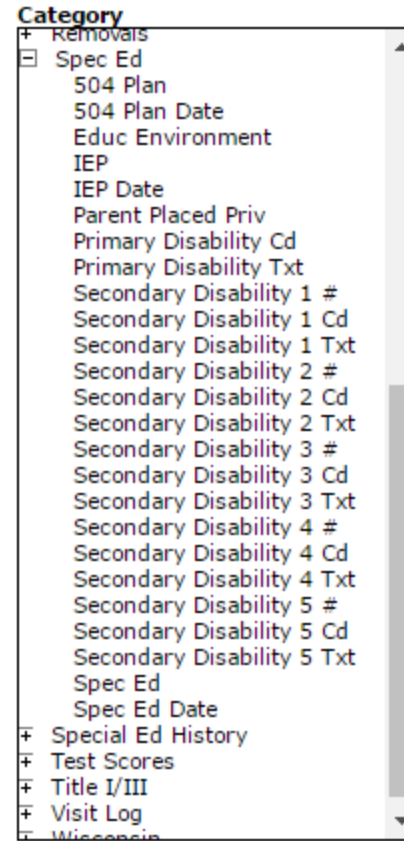 Category
Removals
Spec Ed
504 Plan
504 Plan Date
Educ Environment
IEP
IEP Date
Parent Placed Priv
Primary Disability Cd
Primary Disability Txt
Secondary Disability 1 #
Secondary Disability 1 Cd
Secondary Disability 1 Txt
Secondary Disability 2 #
Secondary Disability 2 Cd
Secondary Disability 2 Txt
Secondary Disability 3 #
Secondary Disability 3 Cd
Secondary Disability 3 Txt
Secondary Disability 4 #
Secondary Disability 4 Cd
Secondary Disability 4 Txt
Secondary Disability 5 #
Secondary Disability 5 Cd
Secondary Disability 5 Txt
Spec Ed
Spec Ed Date
Special Ed History
Test Scores
Title I/III
Visit Log
Wisconsin